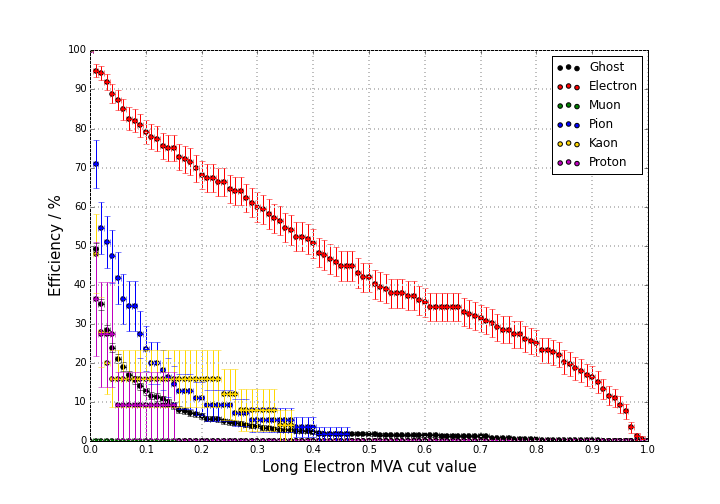 100
90
80
70
60
50
40
30
20
10
0
Efficiency / %
Ghost
Electron
Muon
Pion
Kaon
Proton
0.0 0.1 0.2 0.3 0.4 0.5 0.6 0.7 0.8 0.9 1.0
Long Electron MVA cut value